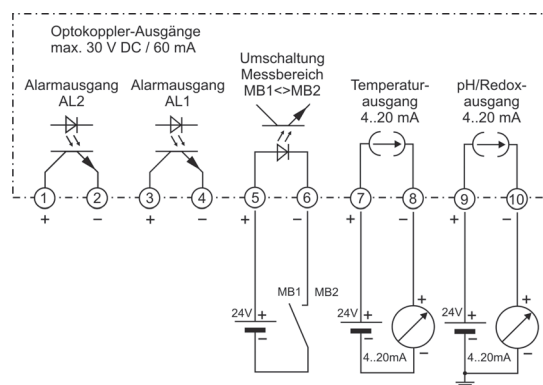 Optokoppler-Ausgänge
max. 30 V DC / 60 mA
Alarmausgang
AL2
Alarmausgang
AL1
Umschaltung
Messbereich
MB1<>MB2
Temperatur-
ausgang
4..20 mA
pH/Redox-
ausgang
4..20 mA
1 2 3 4 5 6 7 8 9 10
+ – + – + – + – + –
MB1 MB2
24V + –
24V + –
+ –
4..20mA
24V + –
+ –
4..20mA